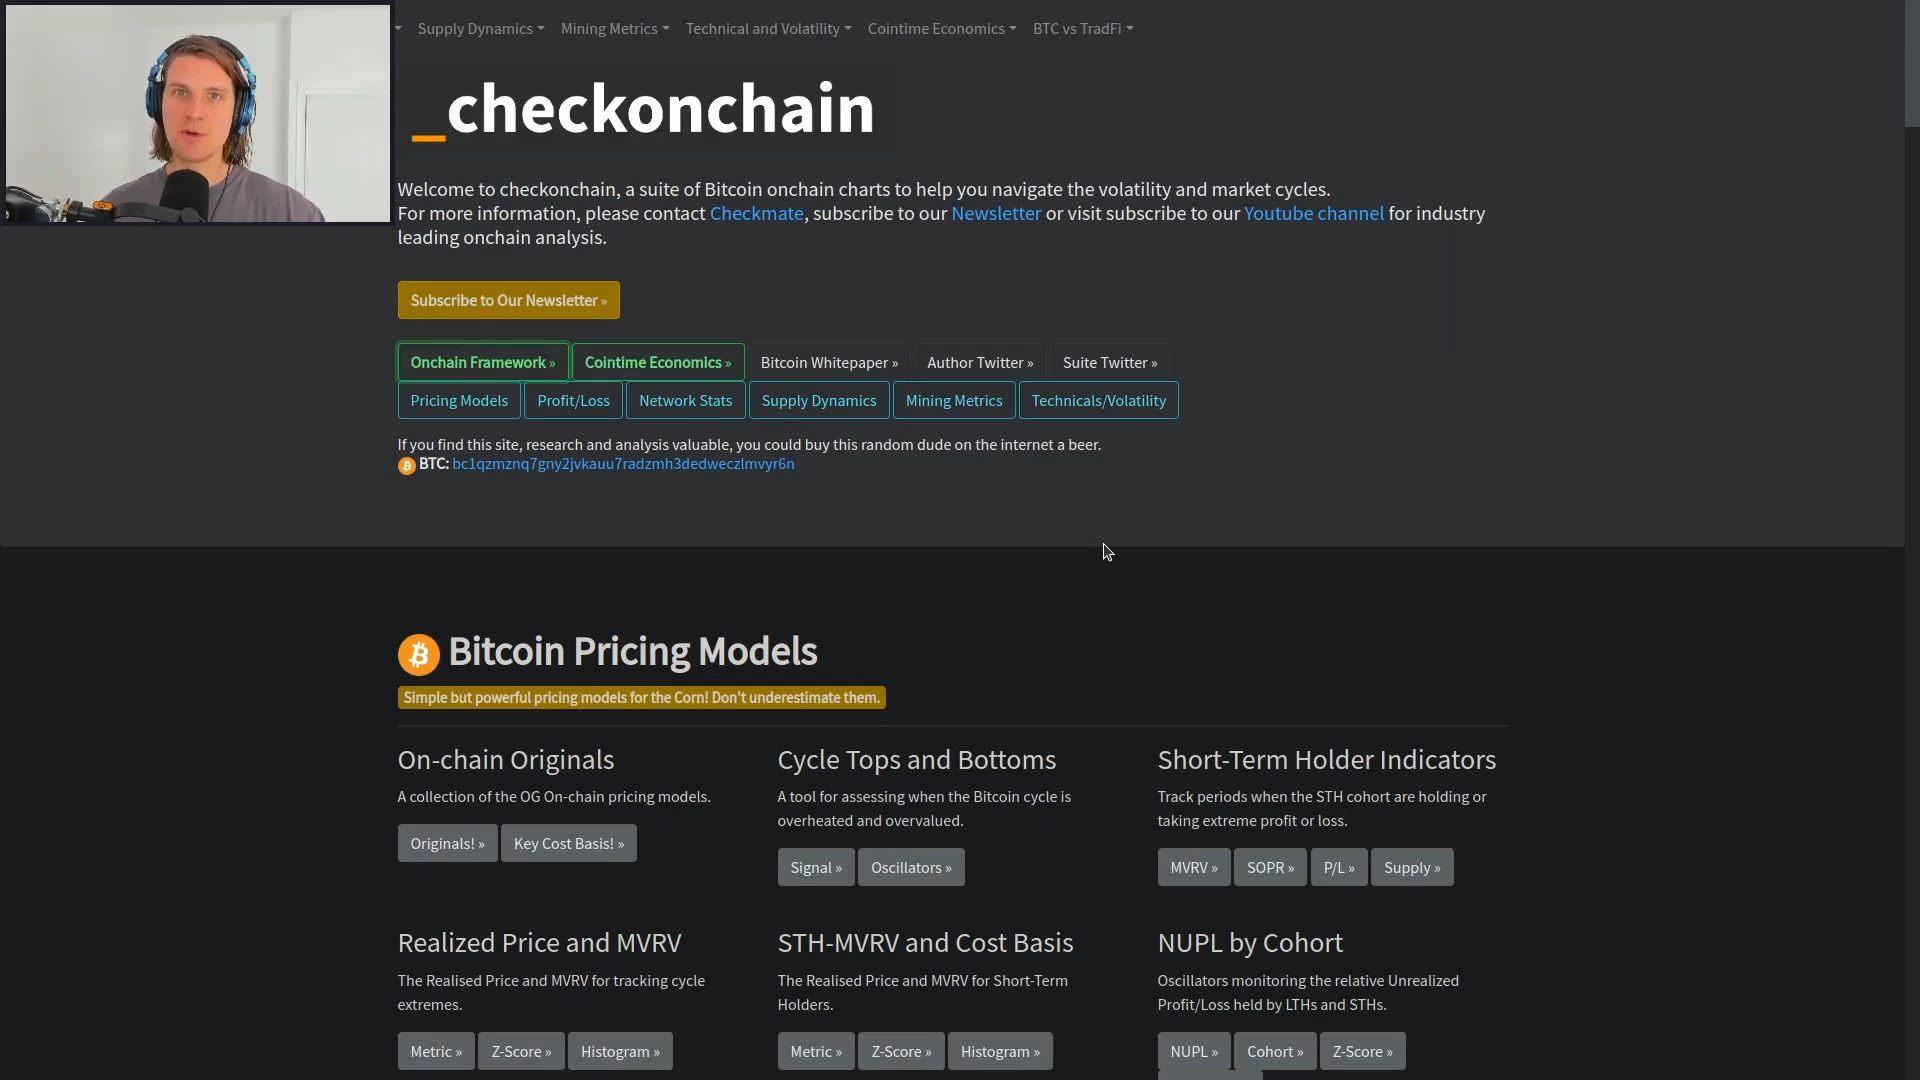 Supply Dynamics Mining Metrics Technical and Volatility Cointime Economics BTC vs TradFi
_checkonchain
Welcome to checkonchain, a suite of Bitcoin onchain charts to help you navigate the volatility and market cycles.
For more information, please contact Checkmate, subscribe to our Newsletter or visit subscribe to our Youtube channel for industry
leading onchain analysis.
Subscribe to Our Newsletter »
Onchain Framework » Cointime Economics » Bitcoin Whitepaper » Author Twitter » Suite Twitter »
Pricing Models Profit/Loss Network Stats Supply Dynamics Mining Metrics Technicals/Volatility
If you find this site, research and analysis valuable, you could buy this random dude on the internet a beer.
BTC: bc1qzmznq7gny2jvkauu7radzmh3dedweczlmvyr6n
Bitcoin Pricing Models
Simple but powerful pricing models for the Corn! Don't underestimate them.
On-chain Originals
A collection of the OG On-chain pricing models.
Originals! » Key Cost Basis! »
Cycle Tops and Bottoms
A tool for assessing when the Bitcoin cycle is
overheated and overvalued.
Signal » Oscillators »
Short-Term Holder Indicators
Track periods when the STH cohort are holding or
taking extreme profit or loss.
MVRV » SOPR » P/L » Supply »
Realized Price and MVRV
The Realised Price and MVRV for tracking cycle
extremes.
Metric » Z-Score » Histogram »
STH-MVRV and Cost Basis
The Realised Price and MVRV for Short-Term
Holders.
Metric » Z-Score » Histogram »
NUPL by Cohort
Oscillators monitoring the relative Unrealized
Profit/Loss held by LTHs and STHs.
NUPL » Cohort » Z-Score »